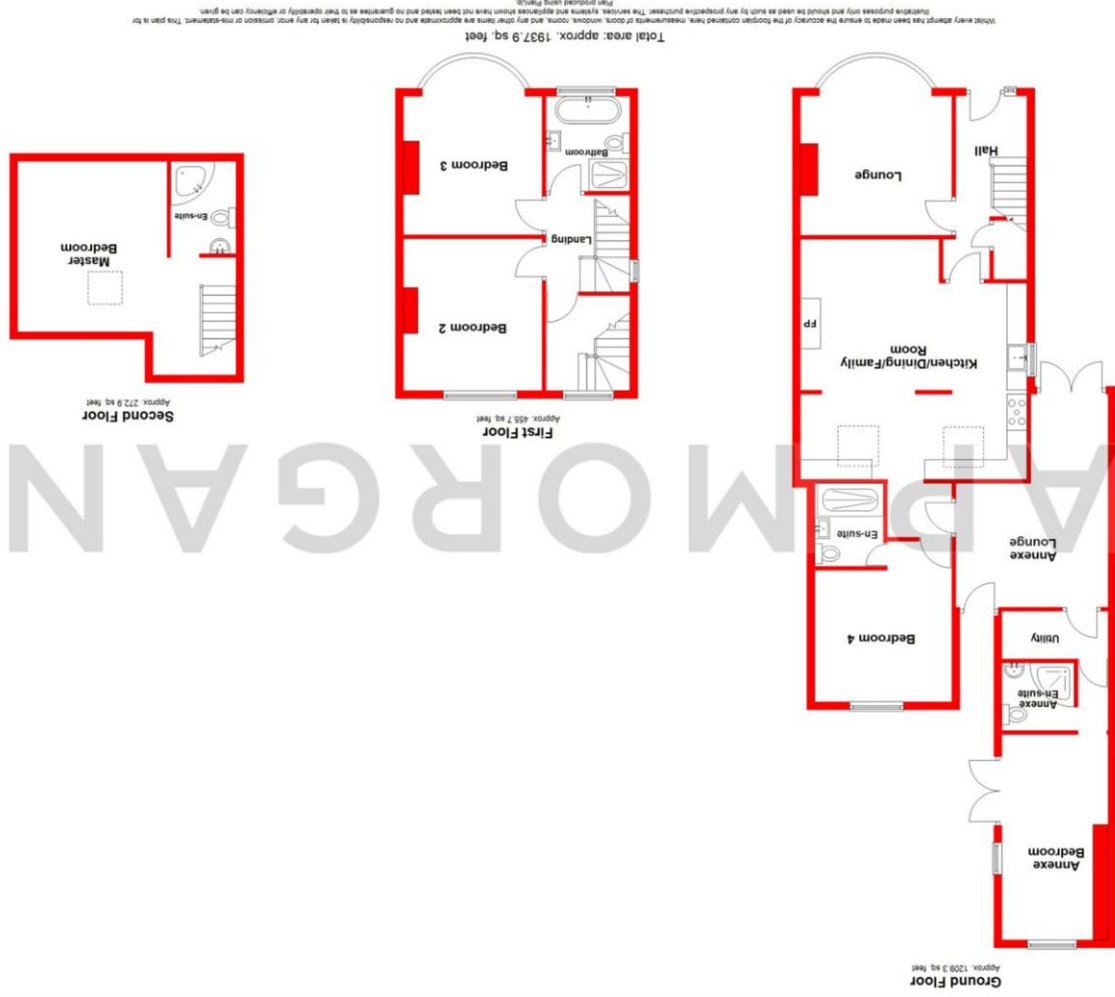 Ground Floor
Approx. 1209.3 sq. feet
Annexe
Bedroom
Annexe
En-suite
Utility
Bedroom 4
Annexe
Lounge
En-suite
Kitchen/Dining/Family
Room
FP
Hall
Lounge
First Floor
Approx. 455.7 sq. feet
Bedroom 2
Landing
Bathroom
Bedroom 3
Second Floor
Approx. 272.9 sq. feet
Master
Bedroom
En-suite
AP MORGAN
Total area: approx. 1937.9 sq. feet
Whilst every attempt has been made to ensure the accuracy of the floorplan contained here, measurements of doors, windows, rooms, and any other items are approximate and no responsibility is taken for any error, omission or mis-statement. This plan is for
illustrative purposes only and should be used as such by any prospective purchaser. The services, systems and appliances shown have not been tested and no guarantee as to their operability or efficiency can be given.
Plan produced using PlanUp.